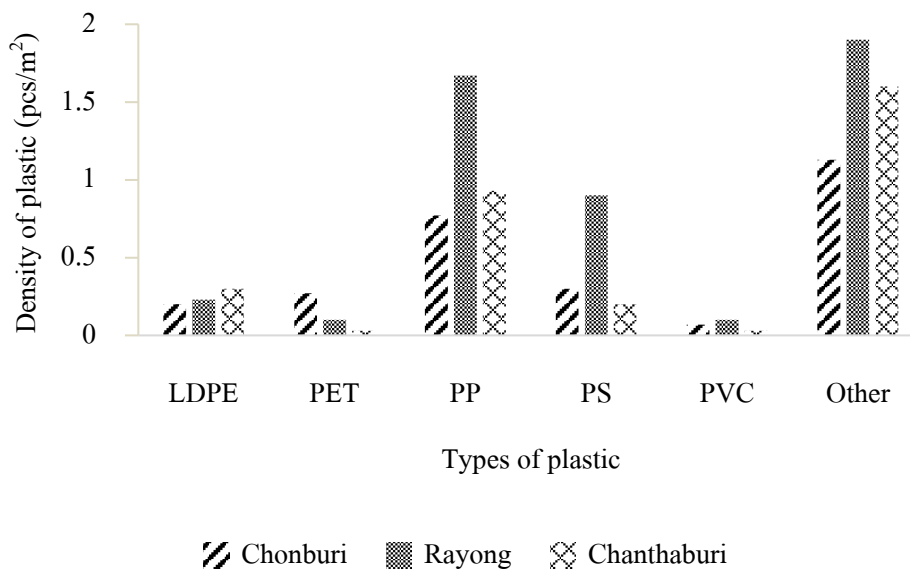 Density of plastic (pcs/m²)
2
1.5
1
0.5
0
LDPE PET PP PS PVC Other
Types of plastic
Chonburi Rayong Chanthaburi